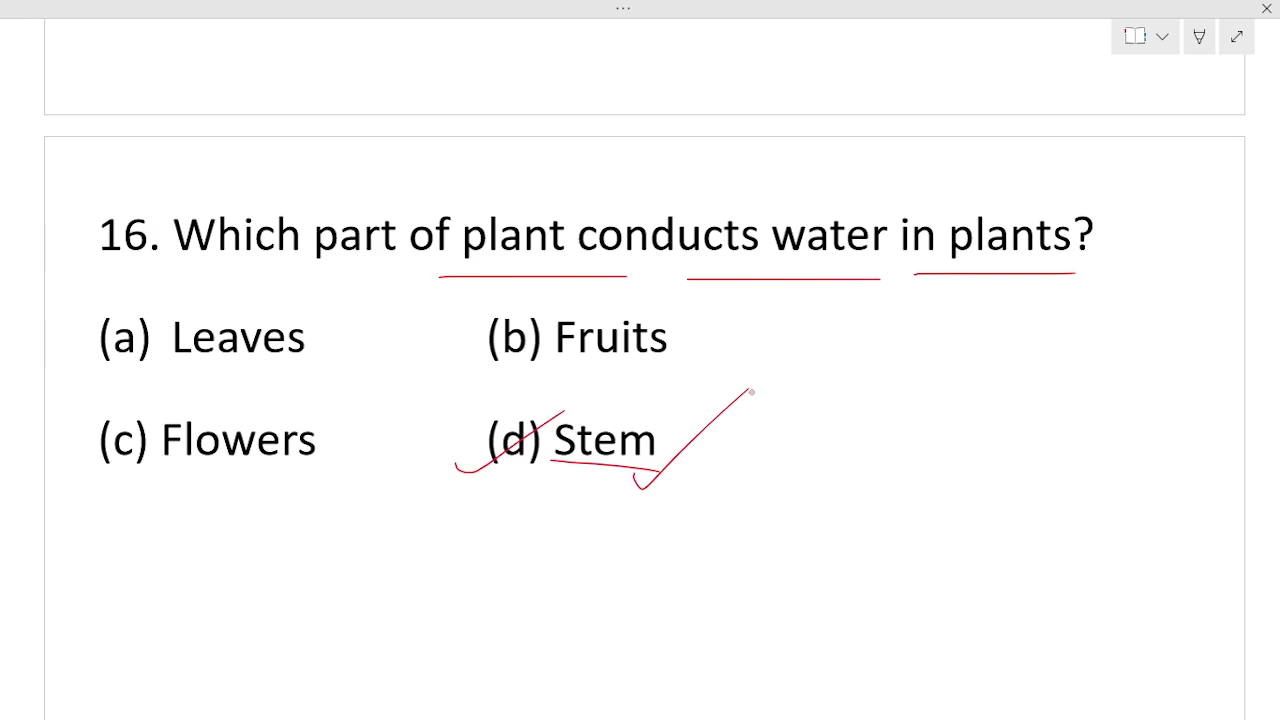 16. Which part of plant conducts water in plants?
(a) Leaves (b) Fruits
(c) Flowers (d) Stem